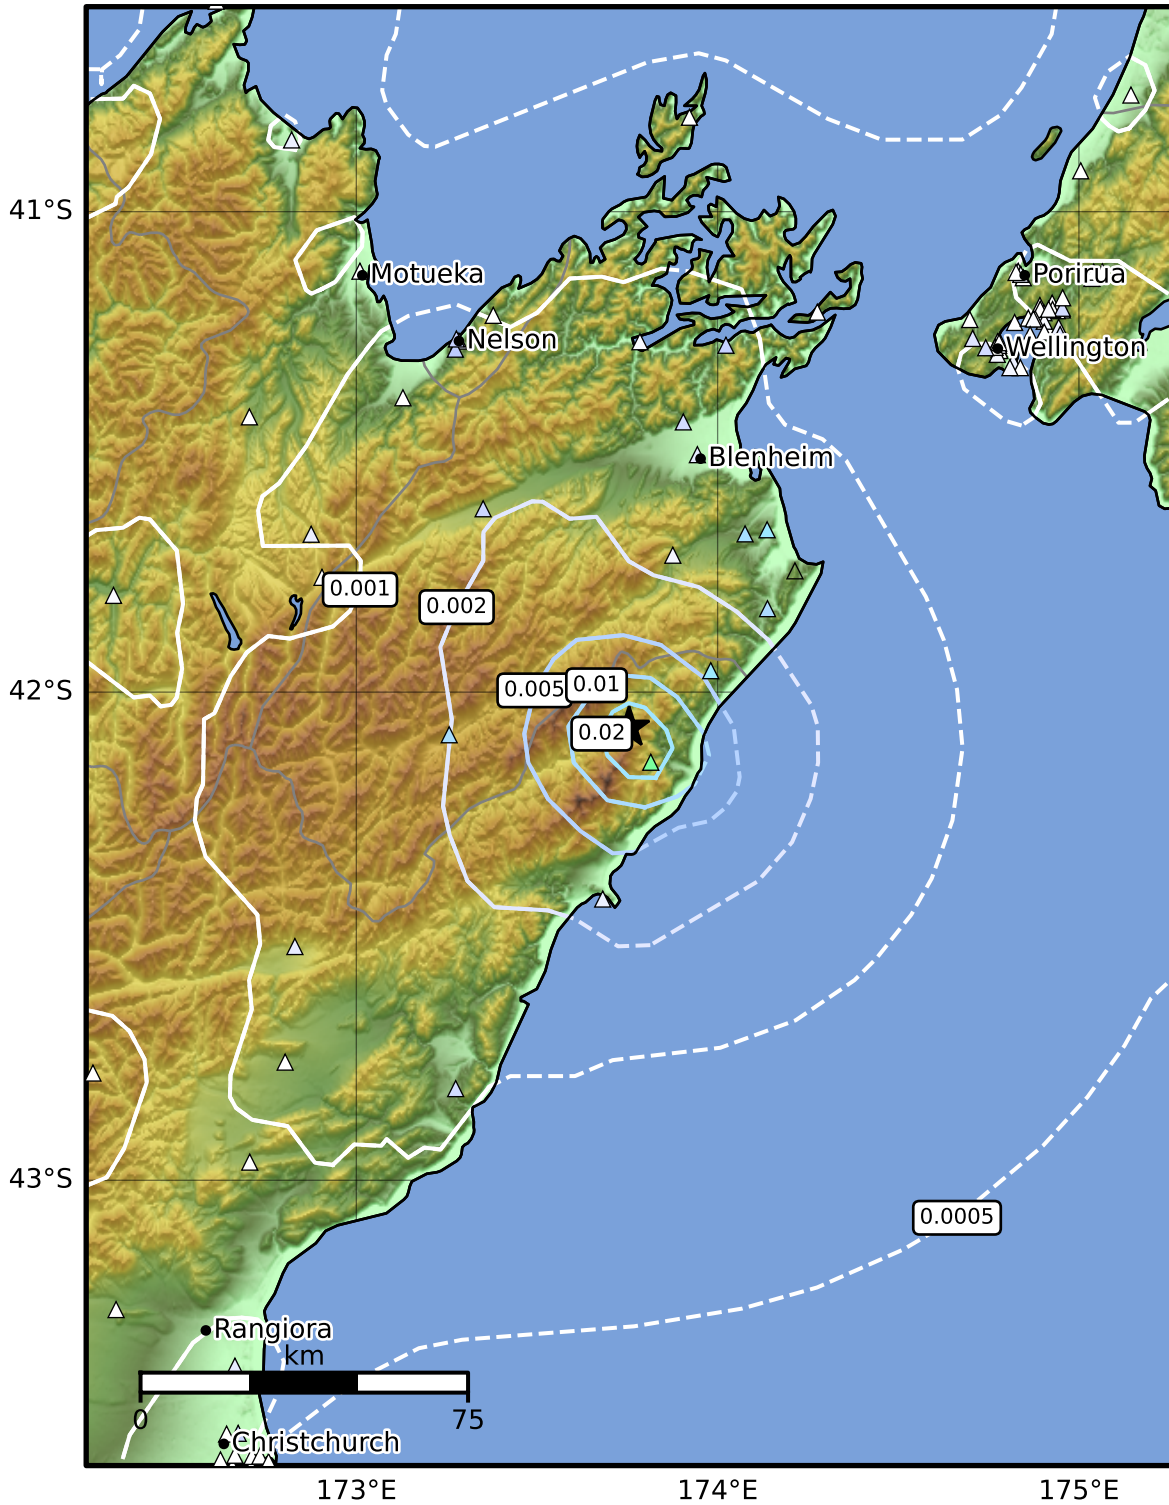 41°S
Motueka
Porirua
Nelson
Wellington
Blenheim
0.001
0.002
42°S
0.005
0.01
0.02
43°S
0.0005
Rangiora
km
0
75
Christchurch
173°E
174°E
175°E